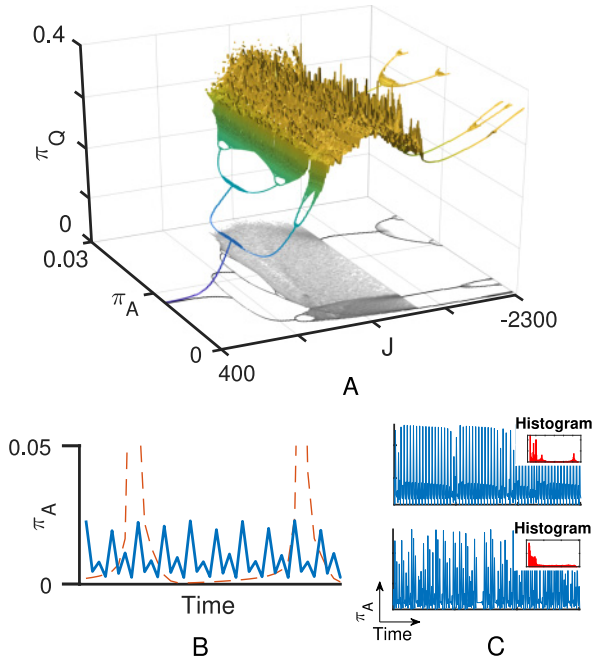 0.4
π_Q
0
0.03
π_A
0
400
J
-2300
A
0.05
π_A
0
Time
B
Histogram
Histogram
π_A
Time
C